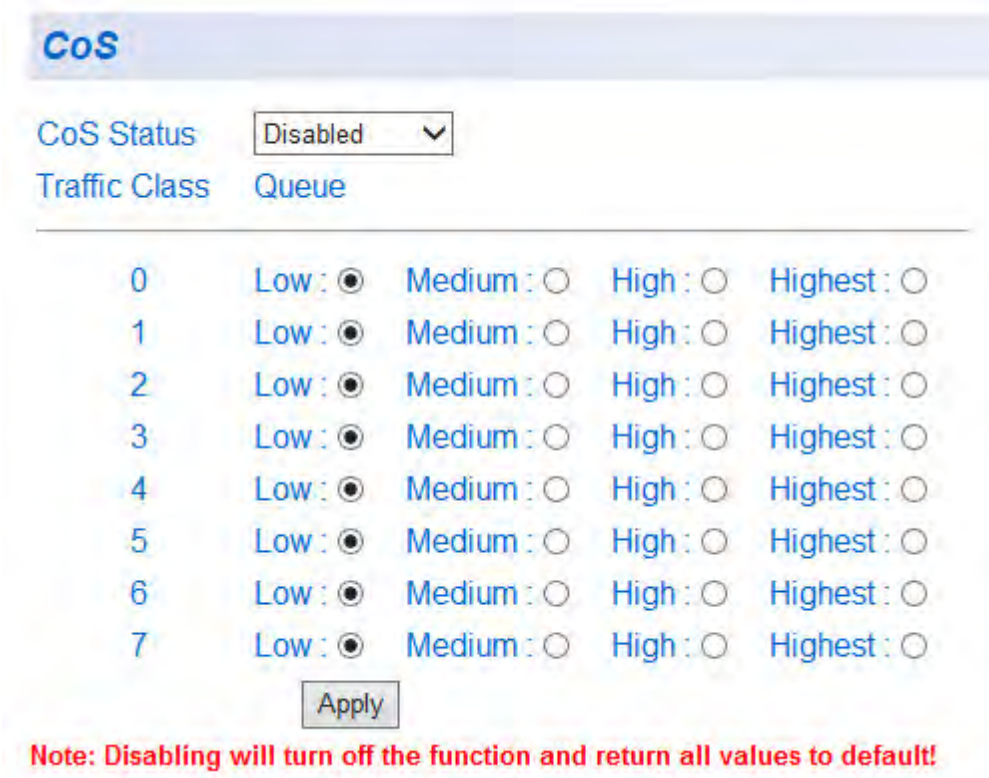 CoS
CoS Status Disabled
Traffic Class Queue
0 Low : Medium : High : Highest :
1 Low : Medium : High : Highest :
2 Low : Medium : High : Highest :
3 Low : Medium : High : Highest :
4 Low : Medium : High : Highest :
5 Low : Medium : High : Highest :
6 Low : Medium : High : Highest :
7 Low : Medium : High : Highest :
Apply
Note: Disabling will turn off the function and return all values to default!